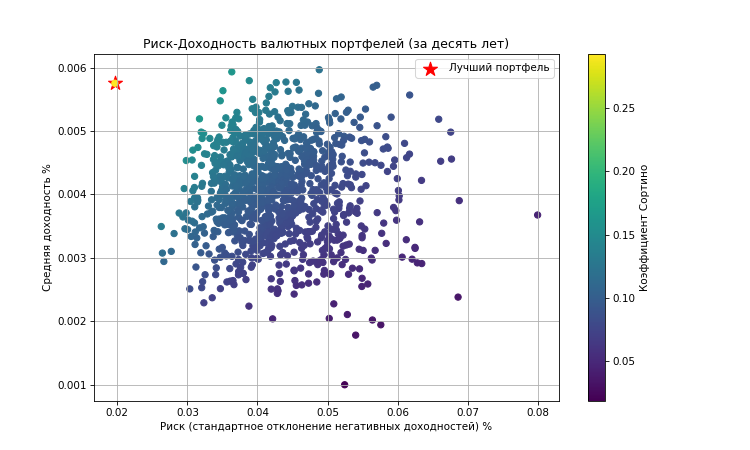 Риск-Доходность валютных портфелей (за десять лет)
Лучший портфель
Средняя доходность %
0.006
0.005
0.004
0.003
0.002
0.001
0.02 0.03 0.04 0.05 0.06 0.07 0.08
Риск (стандартное отклонение негативных доходностей) %
0.25
0.20
0.15
0.10
0.05
Коэффициент Сортино